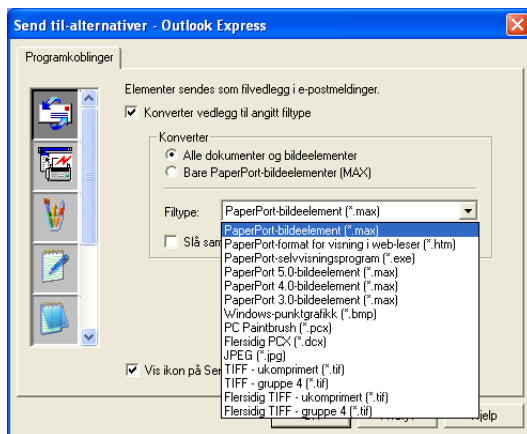 Send til-alternativer - Outlook Express
Programkoblinger
Elementer sendes som filvedlegg i e-postmeldinger.
Konverter vedlegg til angitt filtype
Konverter
Alle dokumenter og bildeelementer
Bare PaperPort-bildeelementer (MAX)
Filtype: PaperPort-bildeelement (*.max)
PaperPort-bildeelement (*.max)
PaperPort-format for visning i web-leser (*.htm)
Slå sam
PaperPort-selvvisningsprogram (*.exe)
PaperPort 5.0-bildeelement (*.max)
PaperPort 4.0-bildeelement (*.max)
PaperPort 3.0-bildeelement (*.max)
Windows-punktgrafikk (*.bmp)
PC Paintbrush (*.pcx)
Flersidig PCX (*.dcx)
JPEG (*.jpg)
Vis ikon på Ser
TIFF - ukomprimert (*.tif)
TIFF - gruppe 4 (*.tif)
Flersidig TIFF - ukomprimert (*.tif)
Flersidig TIFF - gruppe 4 (*.tif)
jelp